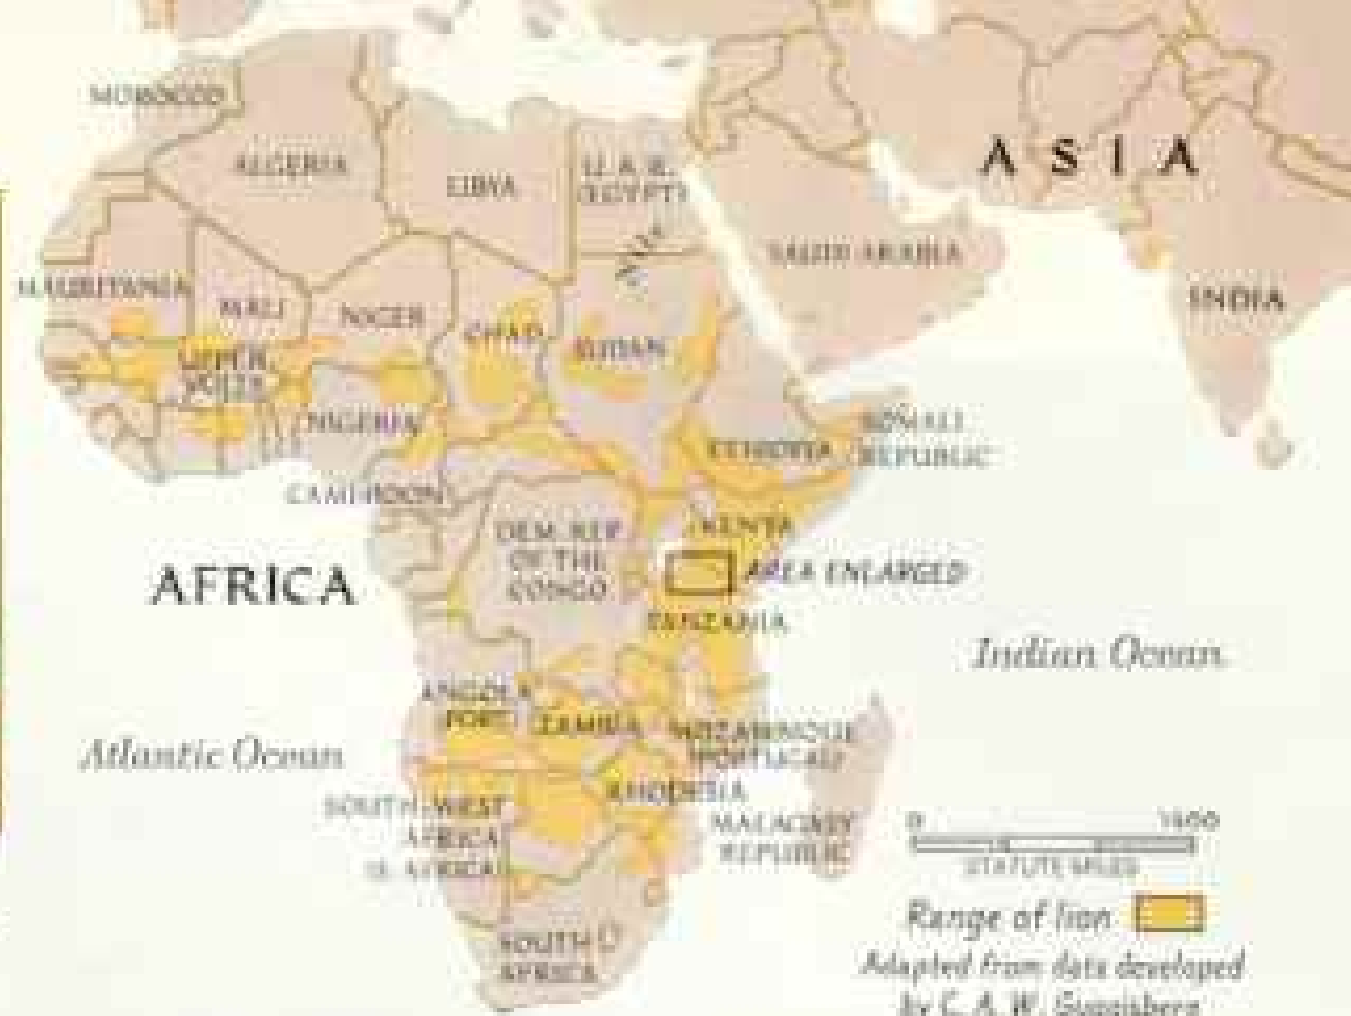 MOROCCO
ALGERIA
LIBYA
U.A.R.
(EGYPT)
Nile
ASIA
SAUDI ARABIA
INDIA
MAURITANIA
MALI
NIGER
CHAD
SUDAN
UPPER
VOLTA
NIGERIA
SOMALI
REPUBLIC
ETHIOPIA
CAMEROON
KENYA
DEM. REP.
OF THE
CONGO
AFRICA
AREA ENLARGED
TANZANIA
Indian Ocean
ANGOLA
(PORT.)
ZAMBIA
MOZAMBIQUE
(PORTUGAL)
Atlantic Ocean
RHODESIA
SOUTH-WEST
AFRICA
(S. AFRICA)
MALAGASY
REPUBLIC
0
STATUTE MILES
Range of lion
SOUTH
AFRICA
Adapted from data developed
by C. A. W. Guggisberg